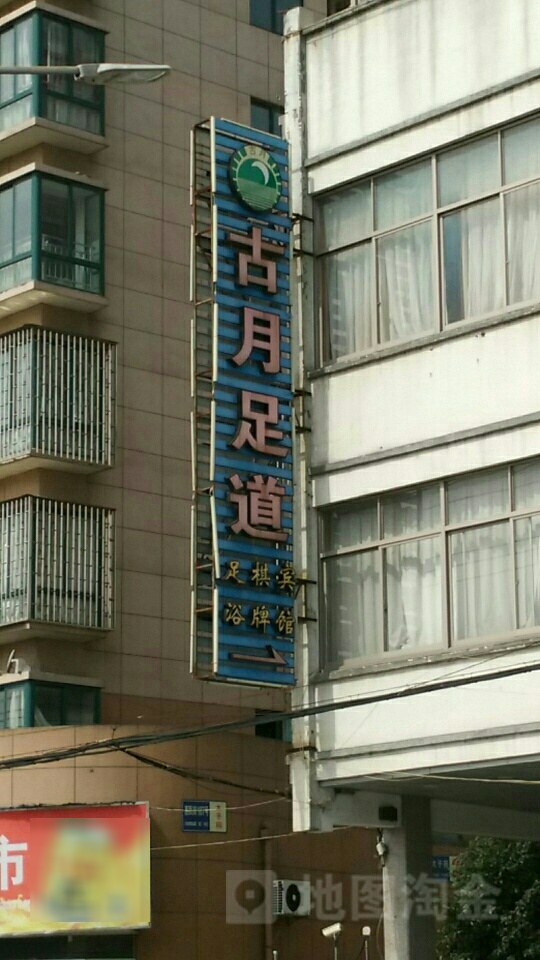 古月足道
足 棋 宾
浴 牌 馆
市
地图淘金